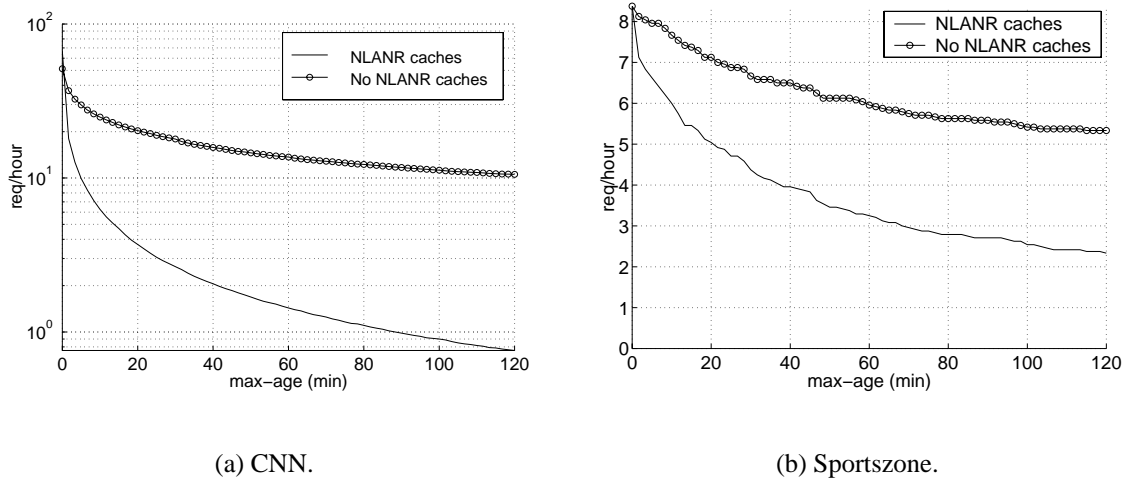 10^2
10^1
10^0
req/hour
NLANR caches
No NLANR caches
0 20 40 60 80 100 120
max-age (min)
(a) CNN.
8
7
6
5
4
3
2
1
0
req/hour
NLANR caches
No NLANR caches
0 20 40 60 80 100 120
max-age (min)
(b) Sportszone.